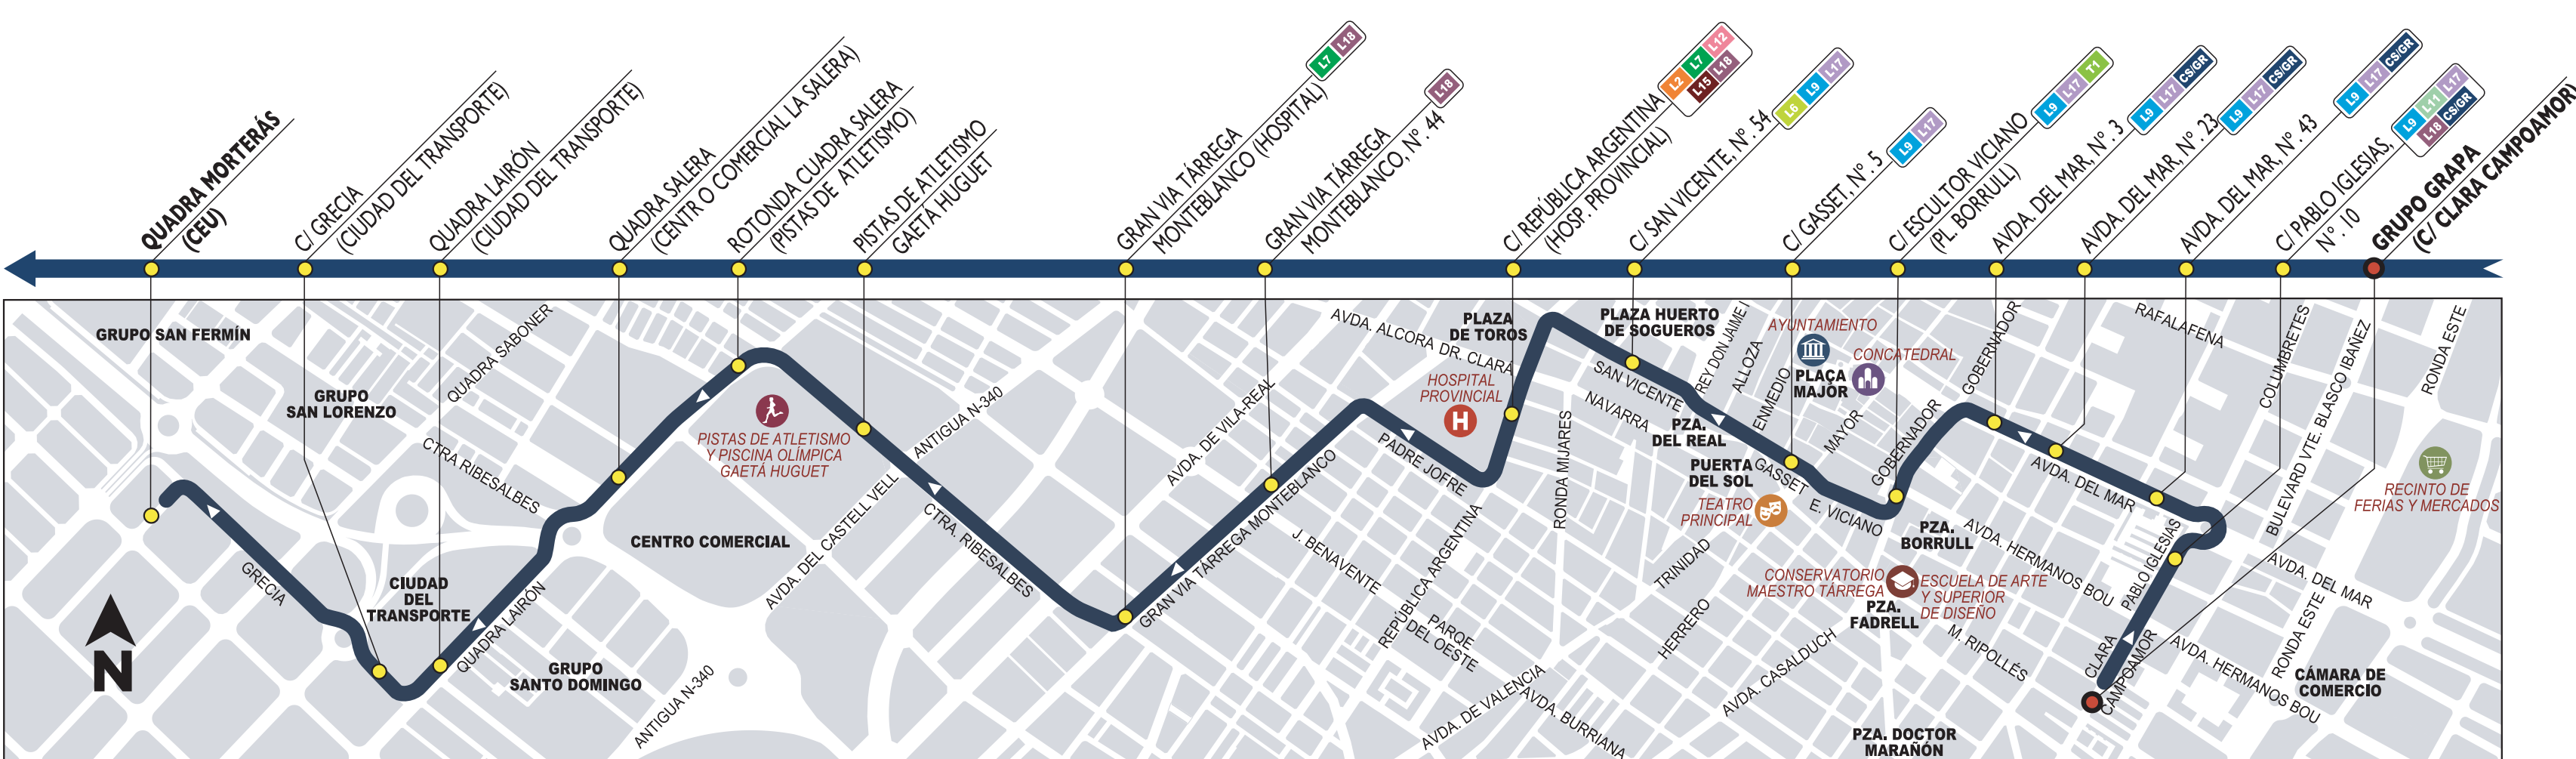 QUADRA MORTERÁS
(CEU)
C/ GRECIA
(CIUDAD DEL TRANSPORTE)
QUADRA LAIRÓN
(CIUDAD DEL TRANSPORTE)
QUADRA SALERA
(CENTRO COMERCIAL LA SALERA)
ROTONDA CUADRA SALERA
(PISTAS DE ATLETISMO)
PISTAS DE ATLETISMO
GAETÁ HUGUET
GRAN VIA TÁRREGA
MONTEBLANCO (HOSPITAL)
L7 L18
GRAN VIA TÁRREGA
MONTEBLANCO, Nº. 44
L18
C/ REPÚBLICA ARGENTINA
(HOSP. PROVINCIAL)
L2 L7 L12
L15 L18
C/ SAN VICENTE, Nº. 54
L6 L9 L17
C/ GASSET, Nº. 5
L9 L17
C/ ESCULTOR VICIANO
(PL. BORRULL)
L9 L17 T1
AVDA. DEL MAR, Nº. 3
L9 L17 CS/GR
AVDA. DEL MAR, Nº. 23
L9 L17 CS/GR
AVDA. DEL MAR, Nº. 43
L9 L17 CS/GR
C/ PABLO IGLESIAS,
Nº. 10
L9 L11 L17
L18 CS/GR
GRUPO GRAPA
(C/ CLARA CAMPOAMOR)
GRUPO SAN FERMÍN
GRUPO
SAN LORENZO
QUADRA SABONER
CTRA RIBESALBES
GRECIA
CIUDAD
DEL
TRANSPORTE
QUADRA LAIRÓN
GRUPO
SANTO DOMINGO
N
CENTRO COMERCIAL
PISTAS DE ATLETISMO
Y PISCINA OLÍMPICA
GAETÁ HUGUET
ANTIGUA N-340
AVDA. DEL CASTELL VELL
ANTIGUA N-340
CTRA. RIBESALBES
AVDA. DE VILA-REAL
GRAN VIA TÁRREGA MONTEBLANCO
AVDA. ALCORA
DR. CLARA
PLAZA
DE TOROS
HOSPITAL
PROVINCIAL
H
PADRE JOFRE
J. BENAVENTE
REPÚBLICA ARGENTINA
PARQE
DEL OESTE
AVDA. DE VALENCIA
AVDA. BURRIANA
RONDA MIJARES
PLAZA HUERTO
DE SOGUEROS
SAN VICENTE
NAVARRA
REY DON JAIME I
ALLOZA
ENMEDIO
PZA.
DEL REAL
PUERTA
DEL SOL
AYUNTAMIENTO
CONCATEDRAL
PLAÇA
MAJOR
MAYOR
GASSET
E. VICIANO
TEATRO
PRINCIPAL
TRINIDAD
HERRERO
CONSERVATORIO
MAESTRO TÁRREGA
ESCUELA DE ARTE
Y SUPERIOR
DE DISEÑO
PZA.
FADRELL
AVDA. CASALDUCH
PZA. DOCTOR
MARAÑÓN
GOBERNADOR
GOBERNADOR
PZA.
BORRULL
AVDA. HERMANOS BOU
M. RIPOLLÉS
AVDA. DEL MAR
PABLO IGLESIAS
CLARA
CAMPOAMOR
RAFALAFENA
COLUMBRETES
BULEVARD VTE. BLASCO IBAÑEZ
RONDA ESTE
RECINTO DE
FERIAS Y MERCADOS
AVDA. DEL MAR
RONDA ESTE
AVDA. HERMANOS BOU
CÁMARA DE
COMERCIO